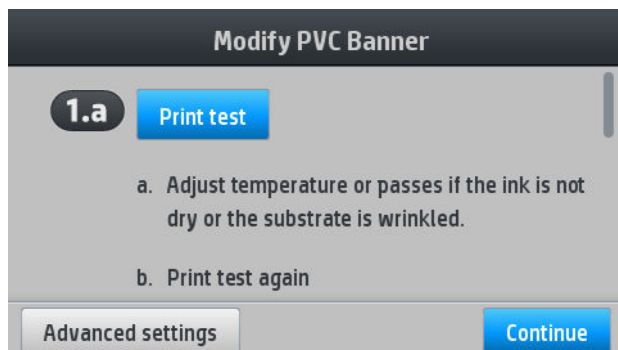 Modify PVC Banner
1.a Print test
a. Adjust temperature or passes if the ink is not
dry or the substrate is wrinkled.
b. Print test again
Advanced settings Continue